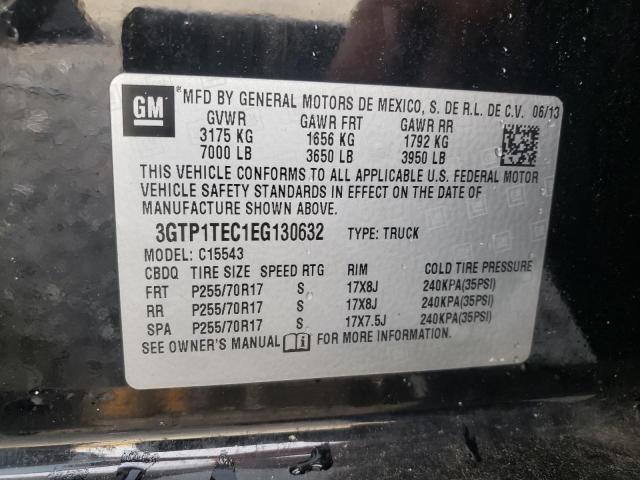 GM
MFD BY GENERAL MOTORS DE MEXICO, S. DE R.L. DE C.V. 06/13
GVWR GAWR FRT GAWR RR
3175 KG 1656 KG 1792 KG
7000 LB 3650 LB 3950 LB
THIS VEHICLE CONFORMS TO ALL APPLICABLE U.S. FEDERAL MOTOR
VEHICLE SAFETY STANDARDS IN EFFECT ON THE DATE OF
MANUFACTURE SHOWN ABOVE.
3GTP1TEC1EG130632 TYPE: TRUCK
MODEL: C15543
CBDQ TIRE SIZE SPEED RTG RIM COLD TIRE PRESSURE
FRT P255/70R17 S 17X8J 240KPA(35PSI)
RR P255/70R17 S 17X8J 240KPA(35PSI)
SPA P255/70R17 S 17X7.5J 240KPA(35PSI)
SEE OWNER'S MANUAL i FOR MORE INFORMATION.